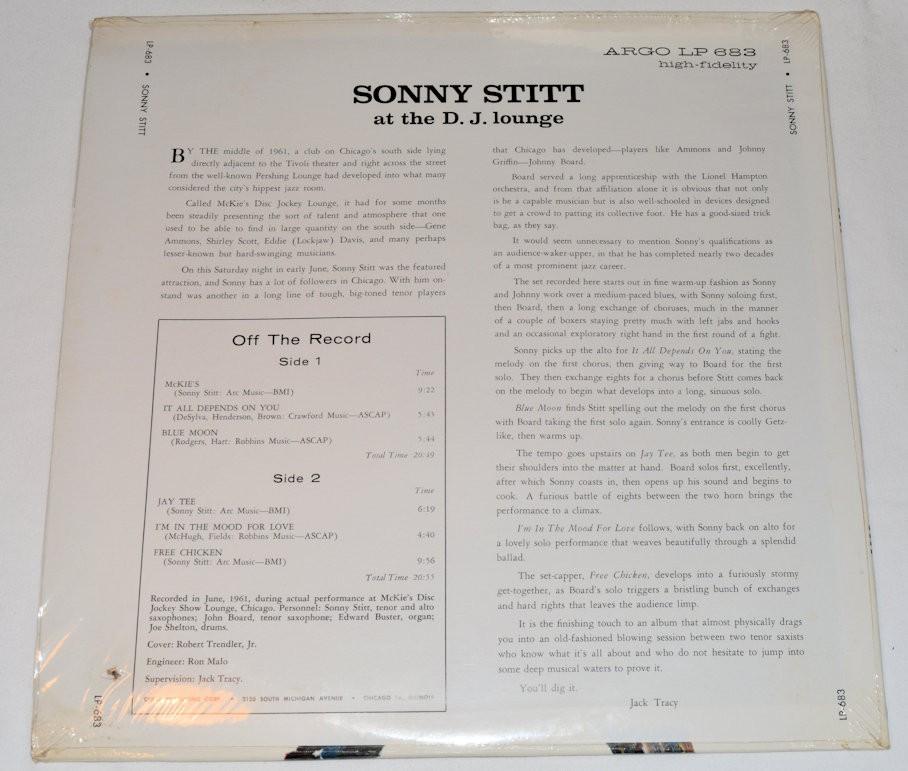 ARGO LP 683
high-fidelity
SONNY STITT
at the D. J. lounge
LP-683 • SONNY STITT
LP-683 • SONNY STITT
BY THE middle of 1961, a club on Chicago's south side lying
directly adjacent to the Tivoli theater and right across the street
from the well-known Pershing Lounge had developed into what many
considered the city's hippest jazz room.
Called McKie's Disc Jockey Lounge, it had for some months
been steadily presenting the sort of talent and atmosphere that one
used to be able to find in large quantity on the south side—Gene
Ammons, Shirley Scott, Eddie (Lockjaw) Davis, and many perhaps
lesser-known but hard-swinging musicians.
On this Saturday night in early June, Sonny Stitt was the featured
attraction, and Sonny has a lot of followers in Chicago. With him on-
stand was another in a long line of tough, big-toned tenor players
Off The Record
Side 1
Time
McKIE'S
(Sonny Stitt: Arc Music—BMI) 9:22
IT ALL DEPENDS ON YOU
(DeSylva, Henderson, Brown: Crawford Music—ASCAP) 5:43
BLUE MOON
(Rodgers, Hart: Robbins Music—ASCAP) 5:44
Total Time 20:49
Side 2
Time
JAY TEE
(Sonny Stitt: Arc Music—BMI) 6:19
I'M IN THE MOOD FOR LOVE
(McHugh, Fields: Robbins Music—ASCAP) 4:40
FREE CHICKEN
(Sonny Stitt: Arc Music—BMI) 9:56
Total Time 20:55
Recorded in June, 1961, during actual performance at McKie's Disc
Jockey Show Lounge, Chicago. Personnel: Sonny Stitt, tenor and alto
saxophones; John Board, tenor saxophone; Edward Buster, organ;
Joe Shelton, drums.
Cover: Robert Trendler, Jr.
Engineer: Ron Malo
Supervision: Jack Tracy.
2120 SOUTH MICHIGAN AVENUE • CHICAGO ILLINOIS
that Chicago has developed—players like Ammons and Johnny
Griffin—Johnny Board.
Board served a long apprenticeship with the Lionel Hampton
orchestra, and from that affiliation alone it is obvious that not only
is he a capable musician but is also well-schooled in devices designed
to get a crowd to patting its collective foot. He has a good-sized trick
bag, as they say.
It would seem unnecessary to mention Sonny's qualifications as
an audience-waker-upper, in that he has completed nearly two decades
of a most prominent jazz career.
The set recorded here starts out in fine warm-up fashion as Sonny
and Johnny work over a medium-paced blues, with Sonny soloing first,
then Board, then a long exchange of choruses, much in the manner
of a couple of boxers staying pretty much with left jabs and hooks
and an occasional exploratory right hand in the first round of a fight.
Sonny picks up the alto for It All Depends On You, stating the
melody on the first chorus, then giving way to Board for the first
solo. They then exchange eights for a chorus before Stitt comes back
on the melody to begin what develops into a long, sinuous solo.
Blue Moon finds Stitt spelling out the melody on the first chorus
with Board taking the first solo again. Sonny's entrance is coolly Getz-
like, then warms up.
The tempo goes upstairs on Jay Tee, as both men begin to get
their shoulders into the matter at hand. Board solos first, excellently,
after which Sonny coasts in, then opens up his sound and begins to
cook. A furious battle of eights between the two horn brings the
performance to a climax.
I'm In The Mood For Love follows, with Sonny back on alto for
a lovely solo performance that weaves beautifully through a splendid
ballad.
The set-capper, Free Chicken, develops into a furiously stormy
get-together, as Board's solo triggers a bristling bunch of exchanges
and hard rights that leaves the audience limp.
It is the finishing touch to an album that almost physically drags
you into an old-fashioned blowing session between two tenor saxists
who know what it's all about and who do not hesitate to jump into
some deep musical waters to prove it.
You'll dig it.
Jack Tracy
LP-683
LP-683